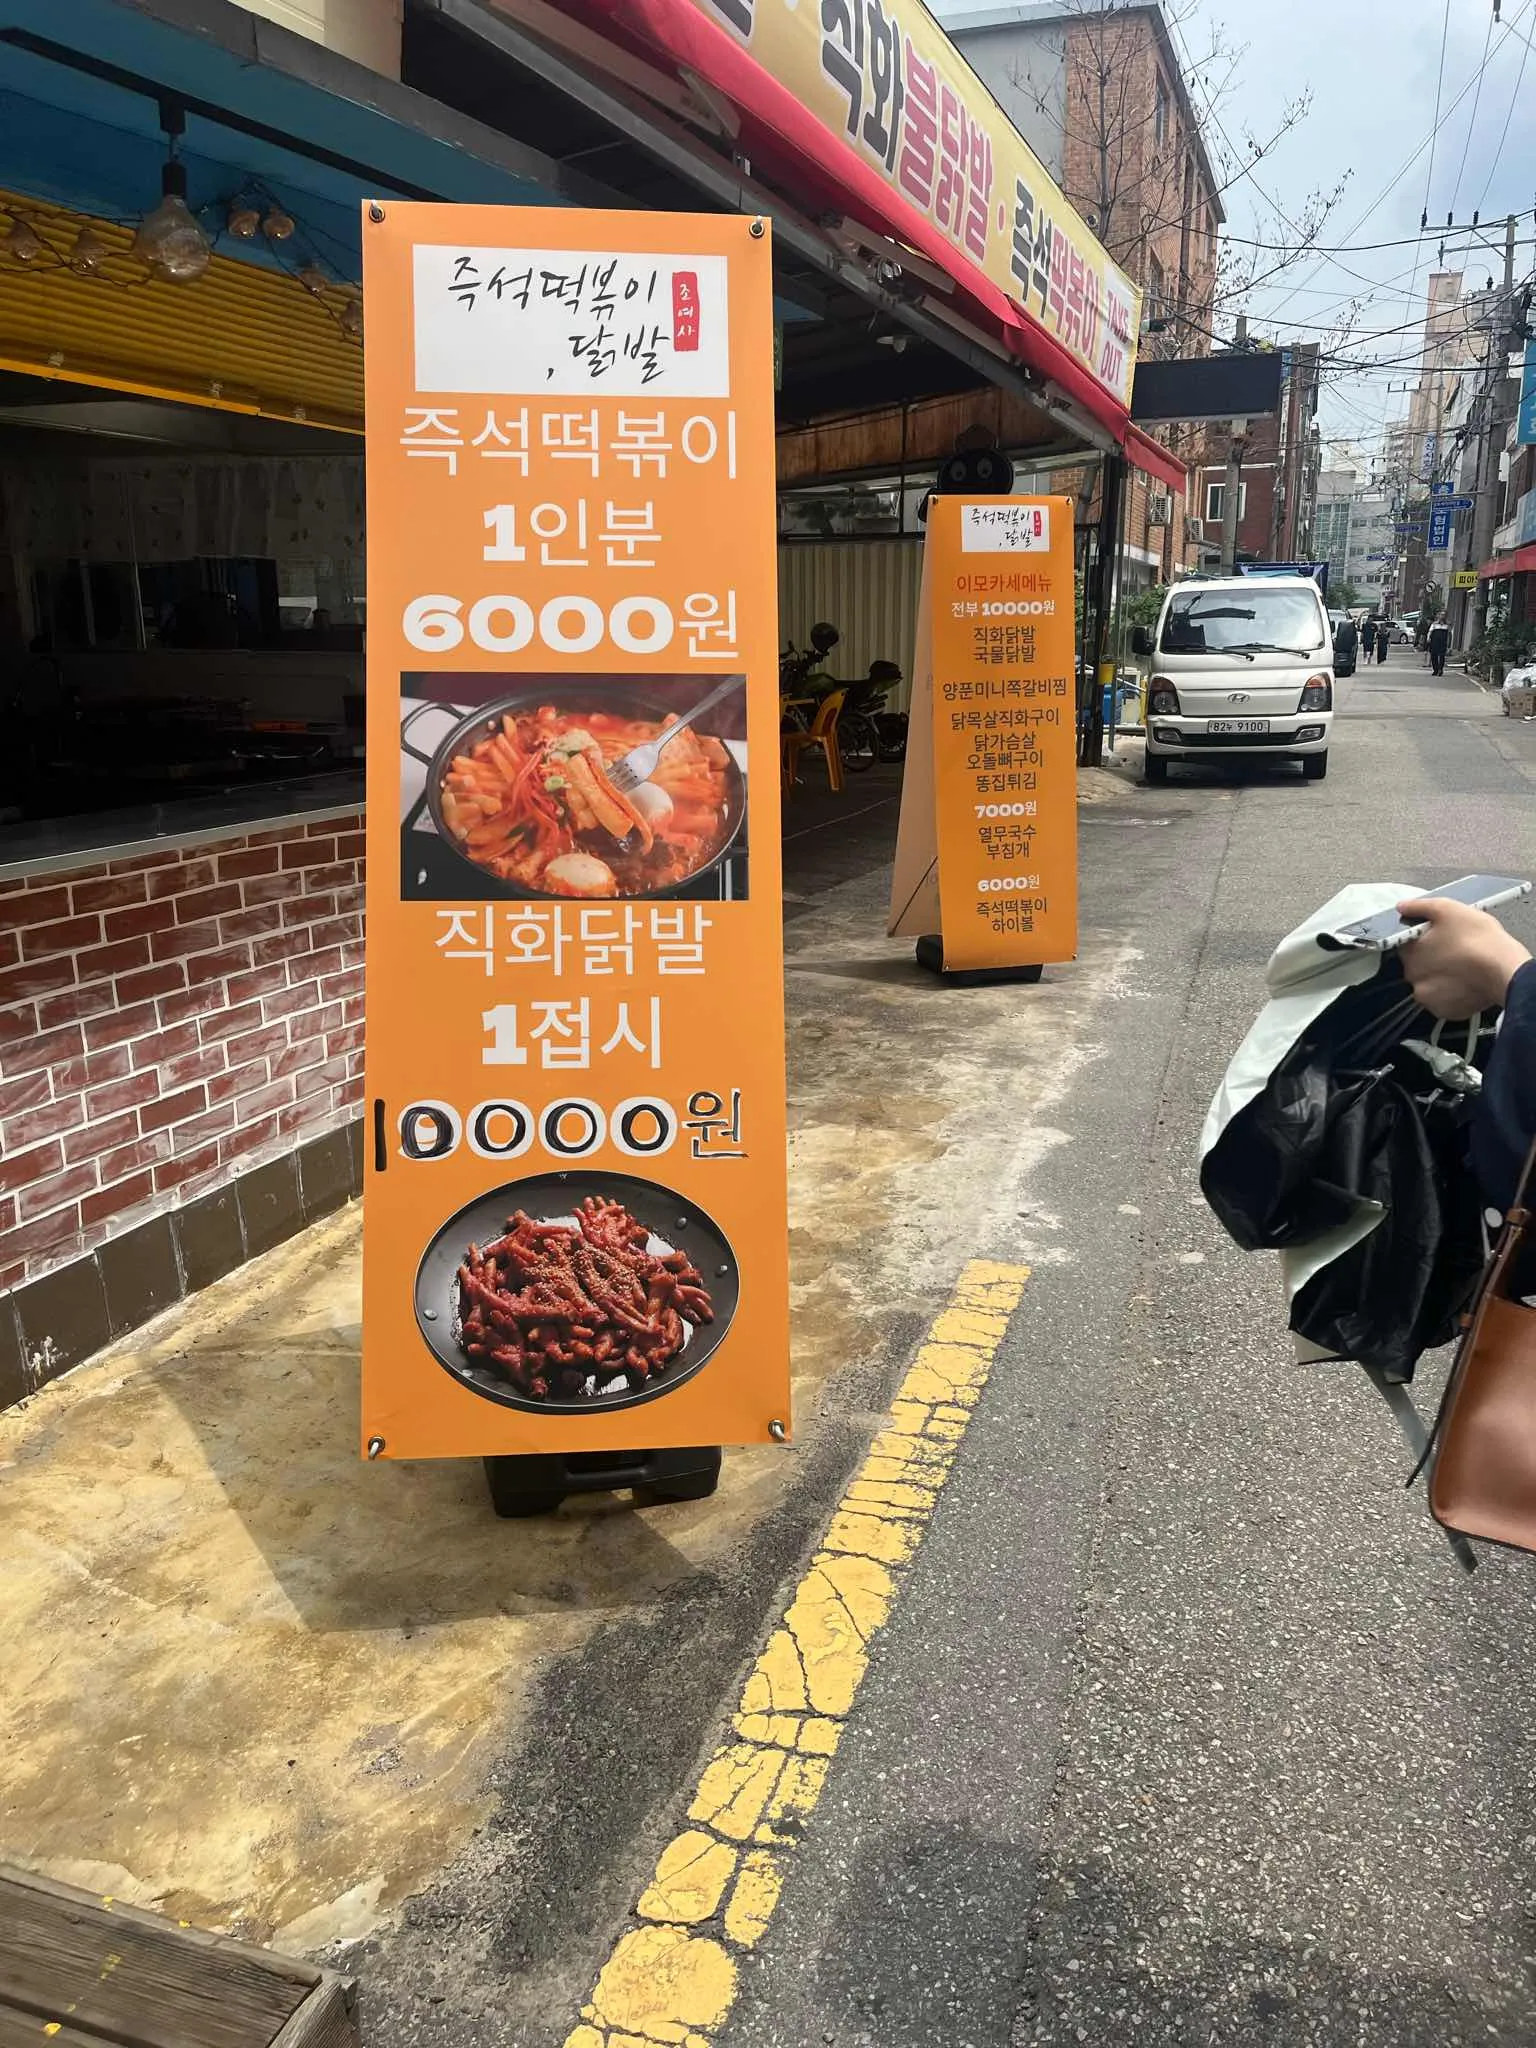 즉석떡볶이
,닭발
조여사
즉석떡볶이
1인분
6000원
직화닭발
1접시
10000원
직화불닭발·즉석떡볶이
TAKE
OUT
즉석떡볶이
,닭발
이모카세메뉴
전부 10000원
직화닭발
국물닭발
양푼미니쪽갈비찜
닭목살직화구이
닭가슴살
오돌뼈구이
똥집튀김
7000원
열무국수
부침개
6000원
즉석떡볶이
하이볼
82누 9100